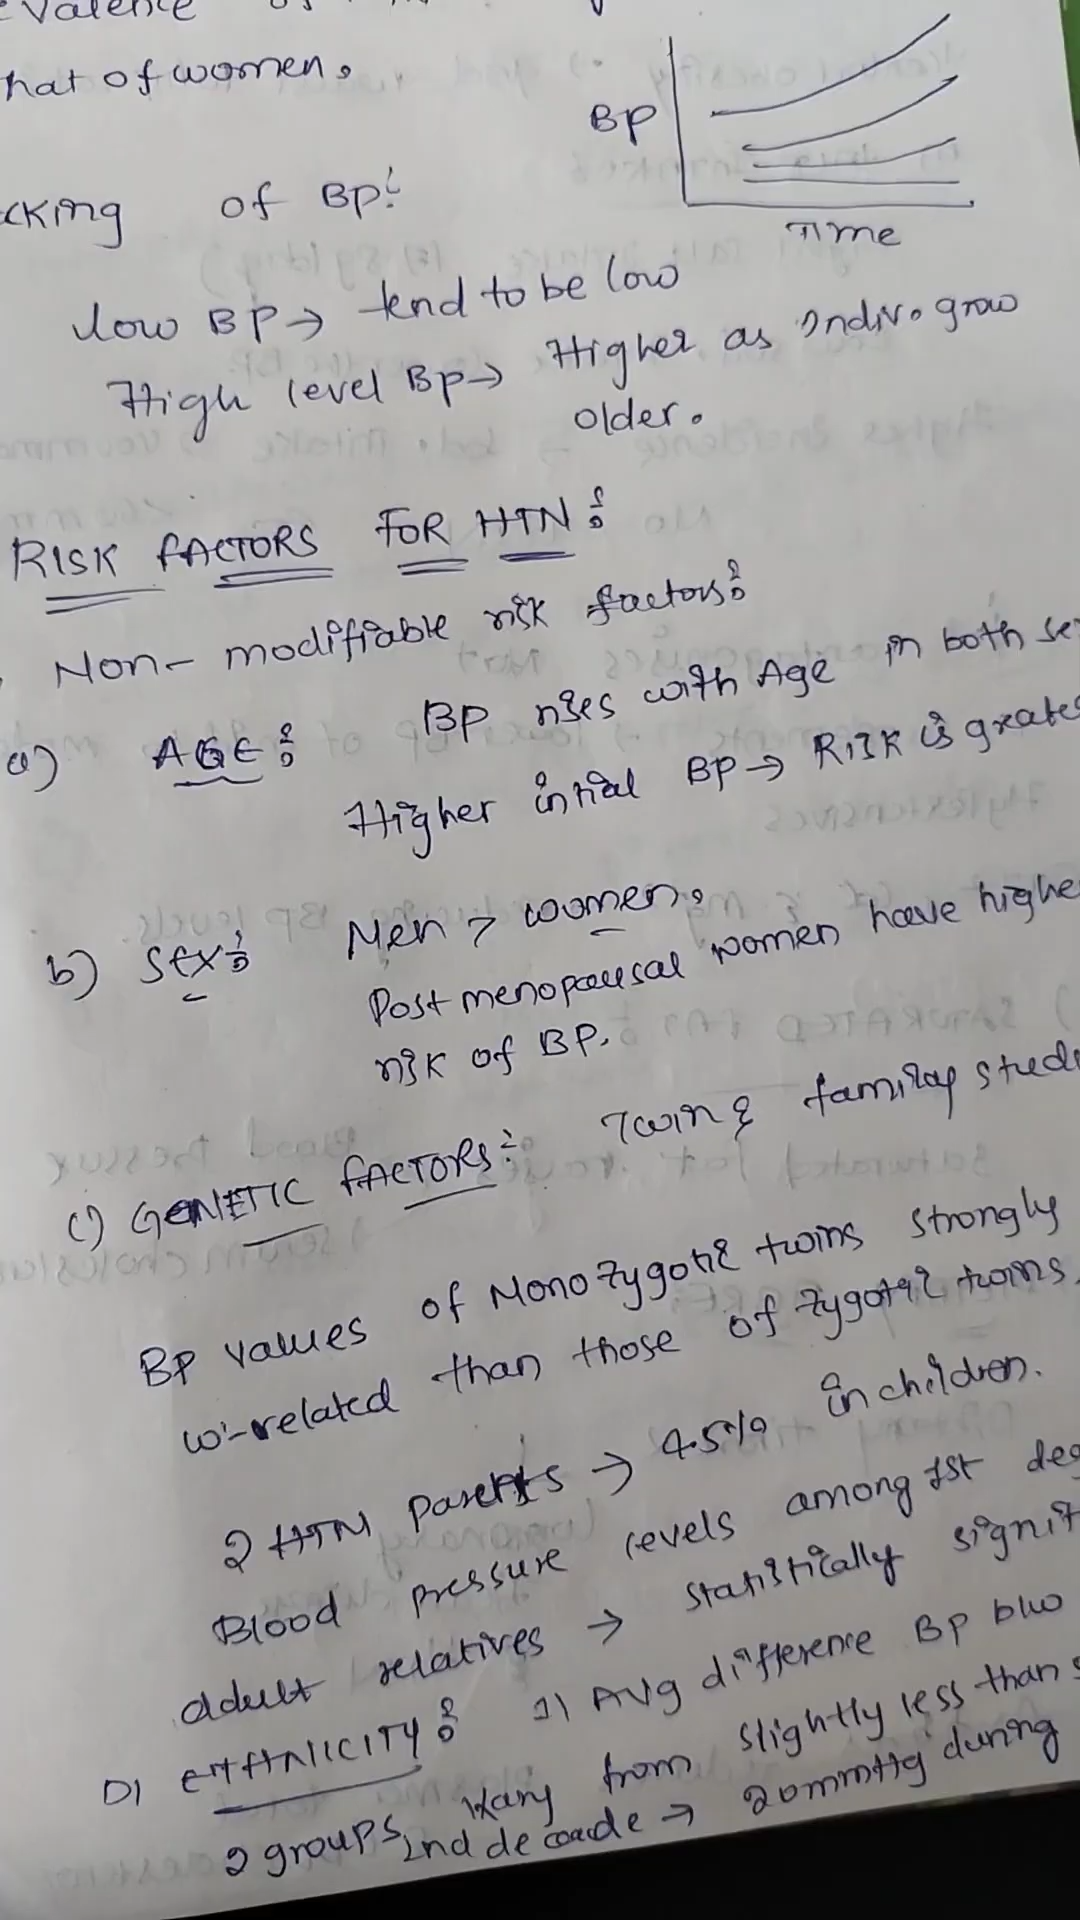 hat of women.
BP
Time
cking of BP:
low BP → tend to be low
High level BP → Higher as Indiv. grow
older.
RISK FACTORS FOR HTN:
Non-modifiable risk factors:
a) AGE: BP rises with Age in both se
Higher initial BP → Risk is greate
b) Sex: Men > women.
Post menopausal women have highe
risk of BP.
c) GENETIC FACTORS: Twin & family stud
BP values of Monozygotic twins strongly
co-related than those of zygotic twins.
2 HTN parents → 45% in children.
Blood pressure levels among 1st deg
adult relatives → statistically signif
D) ETHNICITY: 1) Avg difference BP b/w
2 groups vary from slightly less than
2nd decade → 20mmHg during